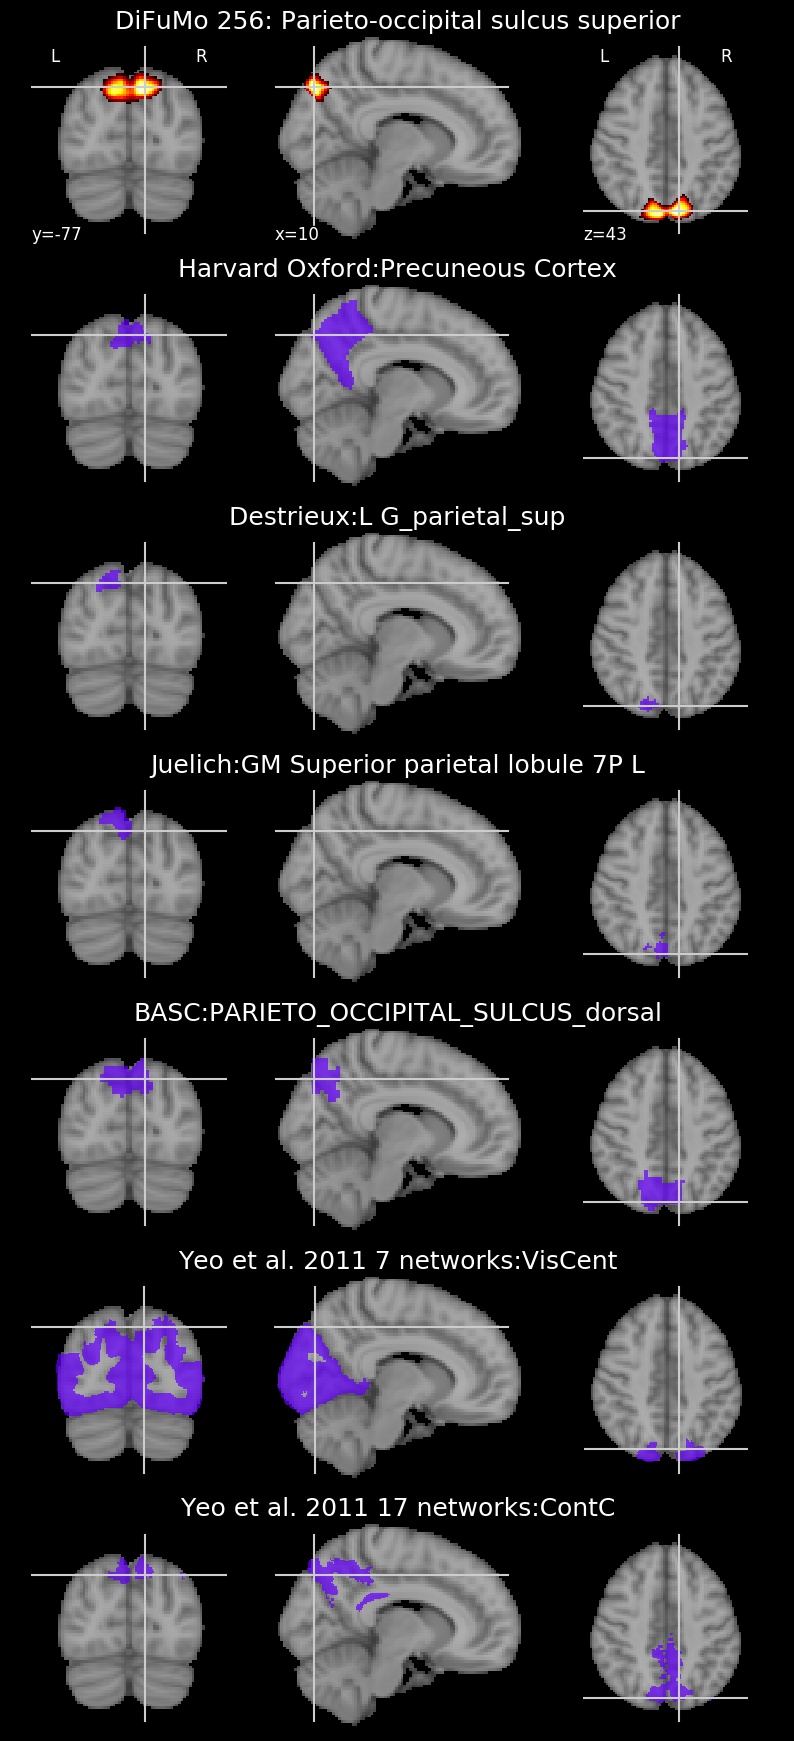 DiFuMo 256: Parieto-occipital sulcus superior
L R L R
y=-77 x=10 z=43
Harvard Oxford:Precuneous Cortex
Destrieux:L G_parietal_sup
Juelich:GM Superior parietal lobule 7P L
BASC:PARIETO_OCCIPITAL_SULCUS_dorsal
Yeo et al. 2011 7 networks:VisCent
Yeo et al. 2011 17 networks:ContC